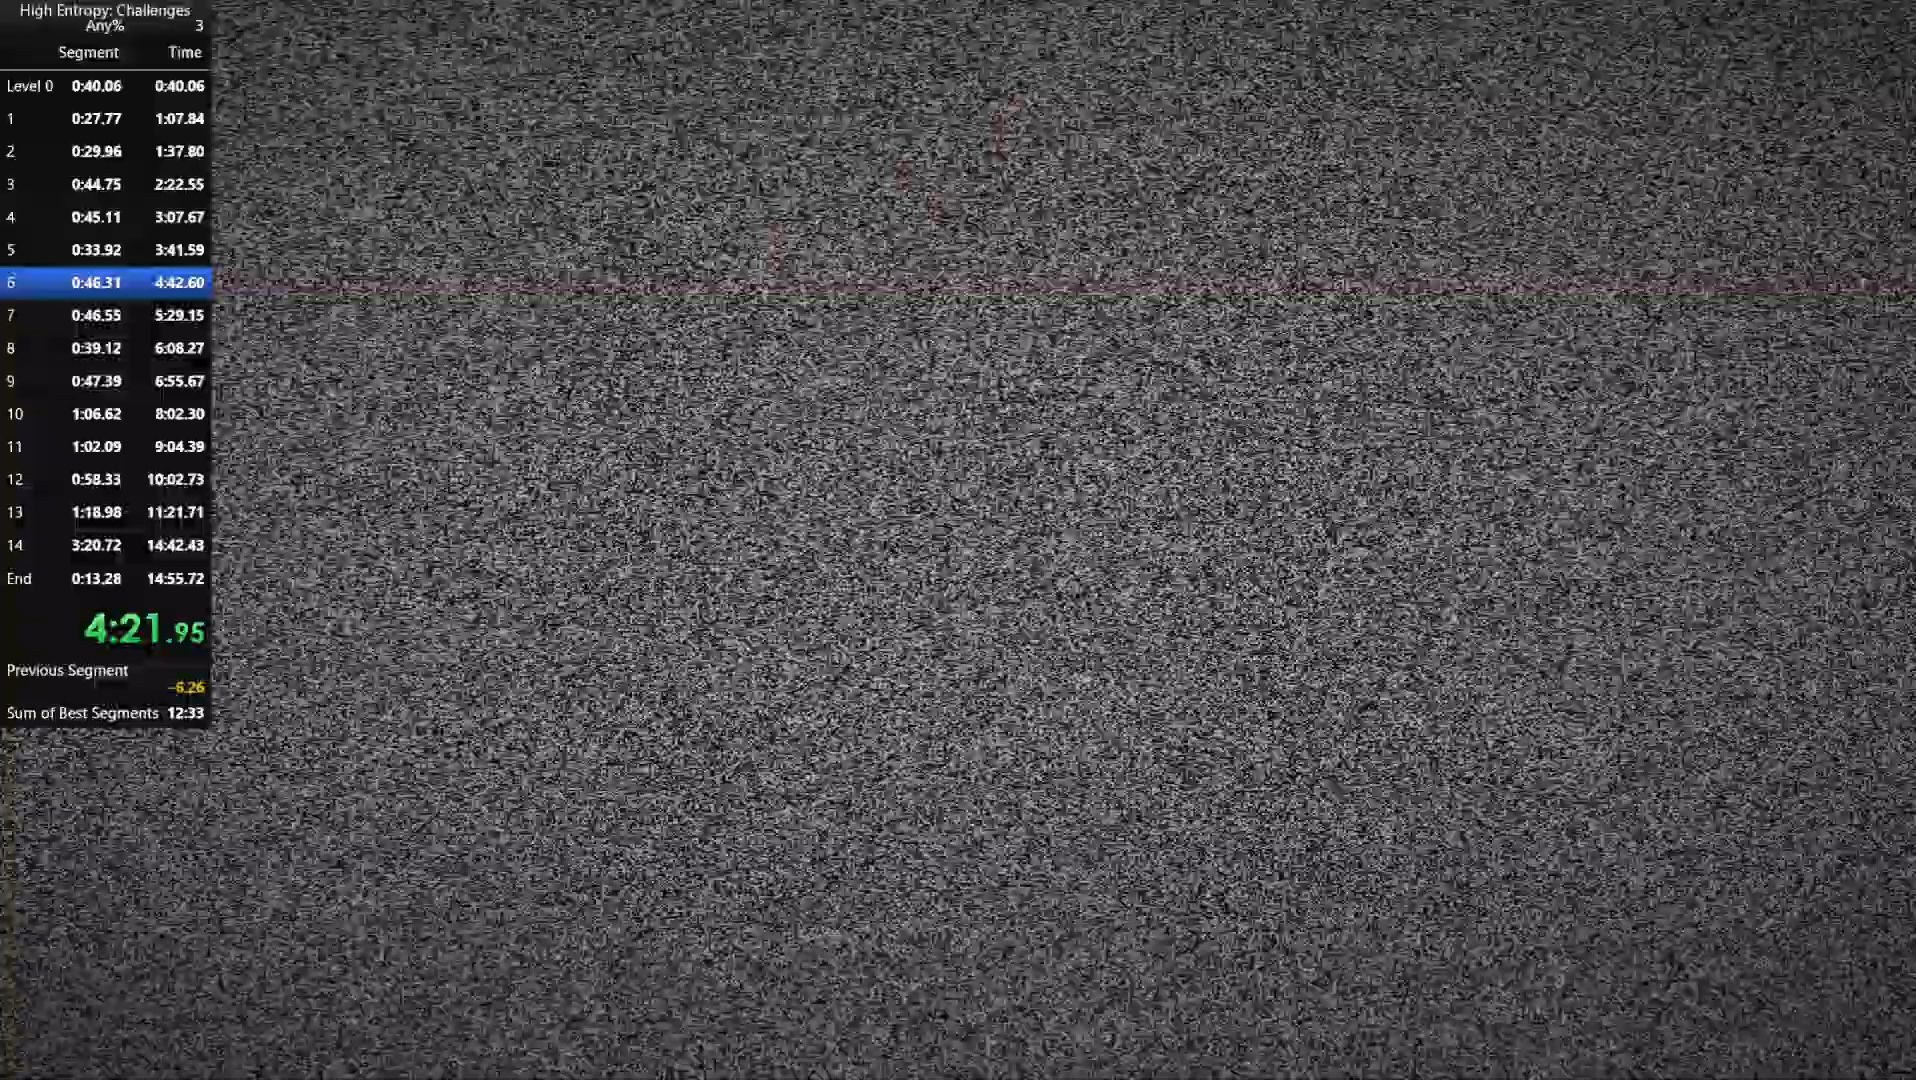 High Entropy: Challenges
Any% 3
Segment Time
Level 0 0:40.06 0:40.06
1 0:27.77 1:07.84
2 0:29.96 1:37.80
3 0:44.75 2:22.55
4 0:45.11 3:07.67
5 0:33.92 3:41.59
6 0:46.31 4:42.60
7 0:46.55 5:29.15
8 0:39.12 6:08.27
9 0:47.39 6:55.67
10 1:06.62 8:02.30
11 1:02.09 9:04.39
12 0:58.33 10:02.73
13 1:18.98 11:21.71
14 3:20.72 14:42.43
End 0:13.28 14:55.72
4:21.95
Previous Segment
-6.26
Sum of Best Segments 12:33